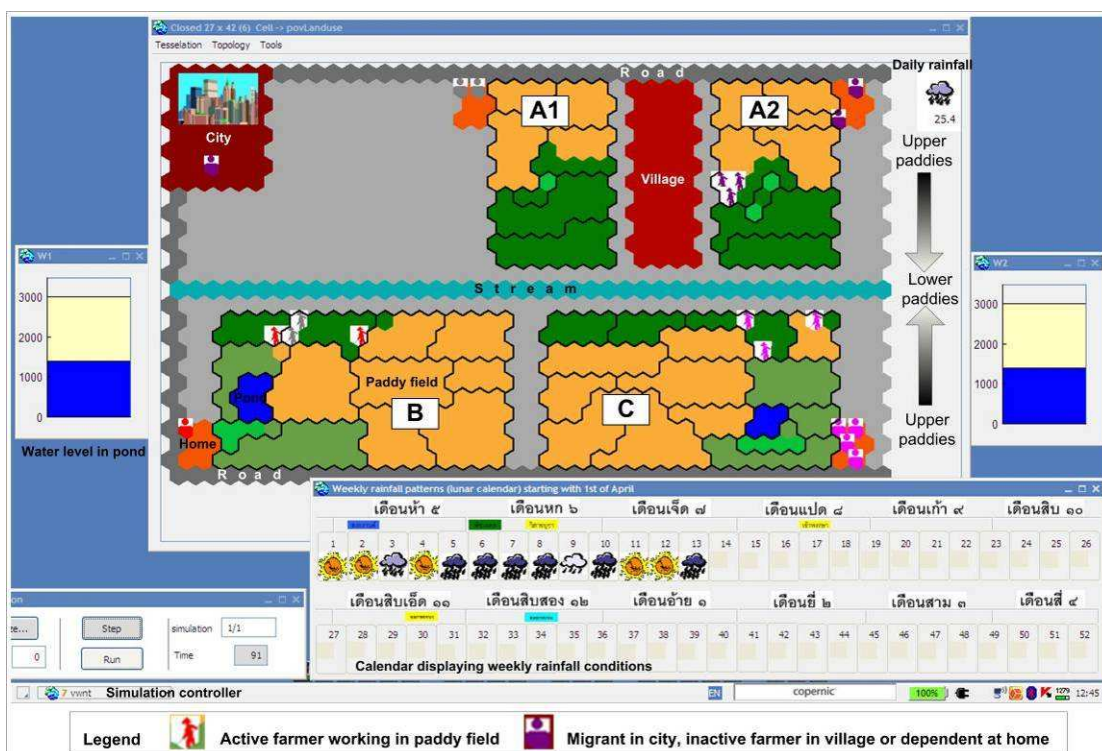 Closed 27 x 42 (6) Cell -> povLanduse
Tesselation Topology Tools
Road
Daily rainfall
25.4
City
A1
A2
Village
Upper
paddies
Stream
Lower
paddies
W1
3000
2000
1000
0
Water level in pond
W2
3000
2000
1000
0
Paddy field
Pond
B
C
Home
Road
Upper
paddies
Weekly rainfall patterns (lunar calendar) starting with 1st of April
เดือนห้า ๕ เดือนหก ๖ เดือนเจ็ด ๗ เดือนแปด ๘ เดือนเก้า ๙ เดือนสิบ ๑๐
1 2 3 4 5 6 7 8 9 10 11 12 13 14 15 16 17 18 19 20 21 22 23 24 25 26
เดือนสิบเอ็ด ๑๑ เดือนสิบสอง ๑๒ เดือนอ้าย ๑ เดือนยี่ ๒ เดือนสาม ๓ เดือนสี่ ๔
27 28 29 30 31 32 33 34 35 36 37 38 39 40 41 42 43 44 45 46 47 48 49 50 51 52
Calendar displaying weekly rainfall conditions
Step
simulation 1/1
0
Run
Time 91
7 vwnt
Simulation controller
EN
copernic
100%
1279
12:45
Legend
Active farmer working in paddy field
Migrant in city, inactive farmer in village or dependent at home